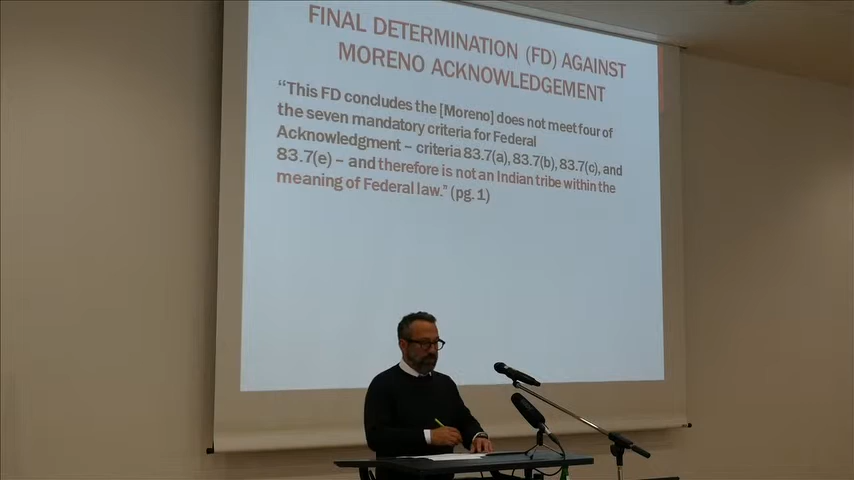 FINAL DETERMINATION (FD) AGAINST
MORENO ACKNOWLEDGEMENT
“This FD concludes the [Moreno] does not meet four of
the seven mandatory criteria for Federal
Acknowledgment – criteria 83.7(a), 83.7(b), 83.7(c), and
83.7(e) – and therefore is not an Indian tribe within the
meaning of Federal law.” (pg. 1)